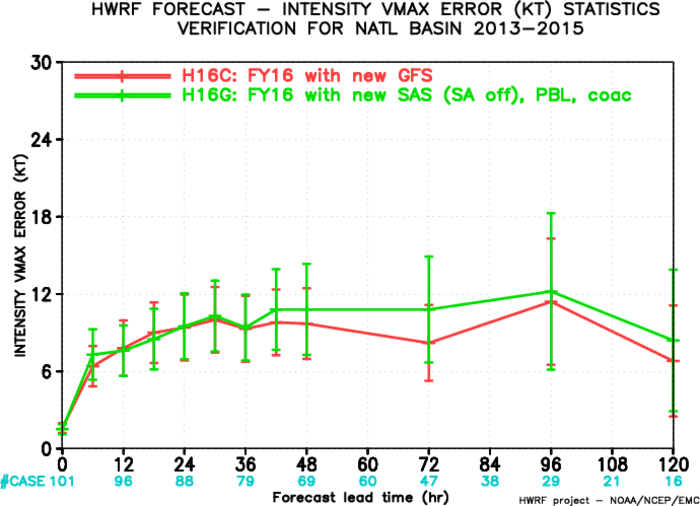 HWRF FORECAST – INTENSITY VMAX ERROR (KT) STATISTICS
VERIFICATION FOR NATL BASIN 2013–2015
H16C: FY16 with new GFS
H16G: FY16 with new SAS (SA off), PBL, coac
INTENSITY VMAX ERROR (KT)
30
24
18
12
6
0
0 12 24 36 48 60 72 84 96 108 120
#CASE 101 96 88 79 69 60 47 38 29 21 16
Forecast lead time (hr)
HWRF project – NOAA/NCEP/EMC